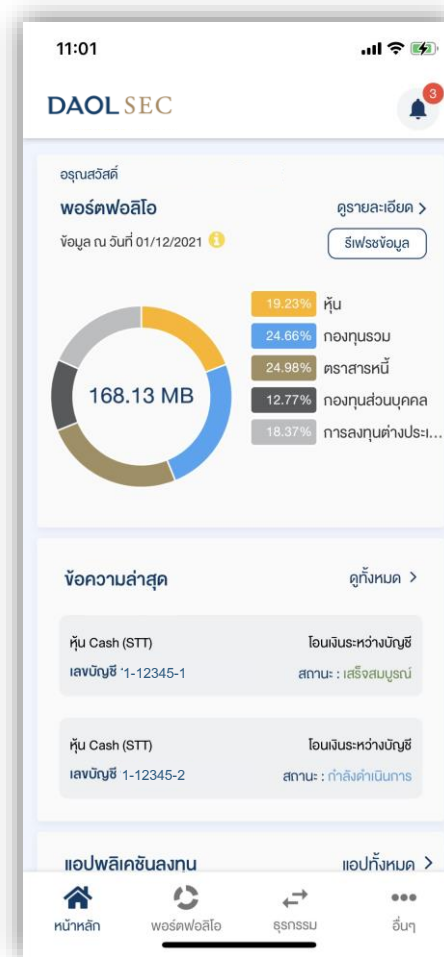 11:01
DAOL SEC
3
อรุณสวัสดิ์
พอร์ตฟอลิโอ ดูรายละเอียด >
ข้อมูล ณ วันที่ 01/12/2021 รีเฟรชข้อมูล
168.13 MB
19.23% หุ้น
24.66% กองทุนรวม
24.98% ตราสารหนี้
12.77% กองทุนส่วนบุคคล
18.37% การลงทุนต่างประเ...
ข้อความล่าสุด ดูทั้งหมด >
หุ้น Cash (STT) โอนเงินระหว่างบัญชี
เลขบัญชี 1-12345-1 สถานะ : เสร็จสมบูรณ์
หุ้น Cash (STT) โอนเงินระหว่างบัญชี
เลขบัญชี 1-12345-2 สถานะ : กำลังดำเนินการ
แอปพลิเคชันลงทุน แอปทั้งหมด >
หน้าหลัก พอร์ตฟอลิโอ ธุรกรรม อื่นๆ